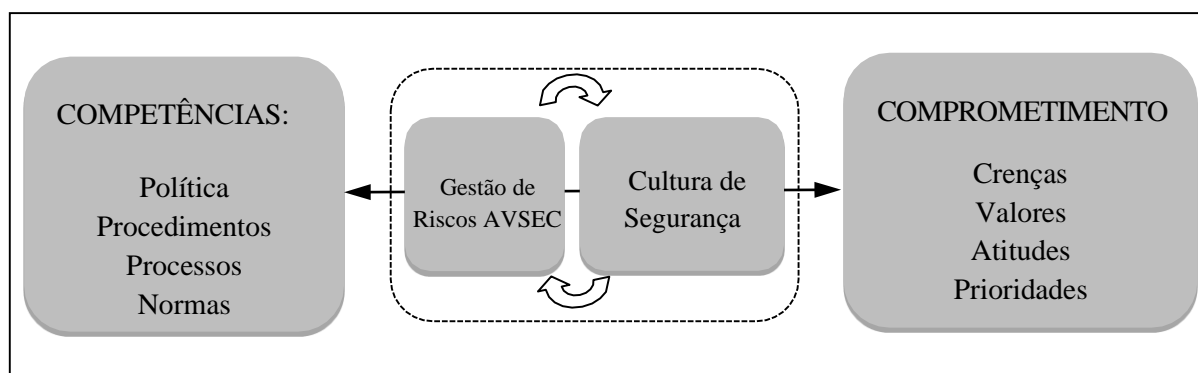 COMPETÊNCIAS:
Política
Procedimentos
Processos
Normas
Gestão de
Riscos AVSEC
Cultura de
Segurança
COMPROMETIMENTO
Crenças
Valores
Atitudes
Prioridades